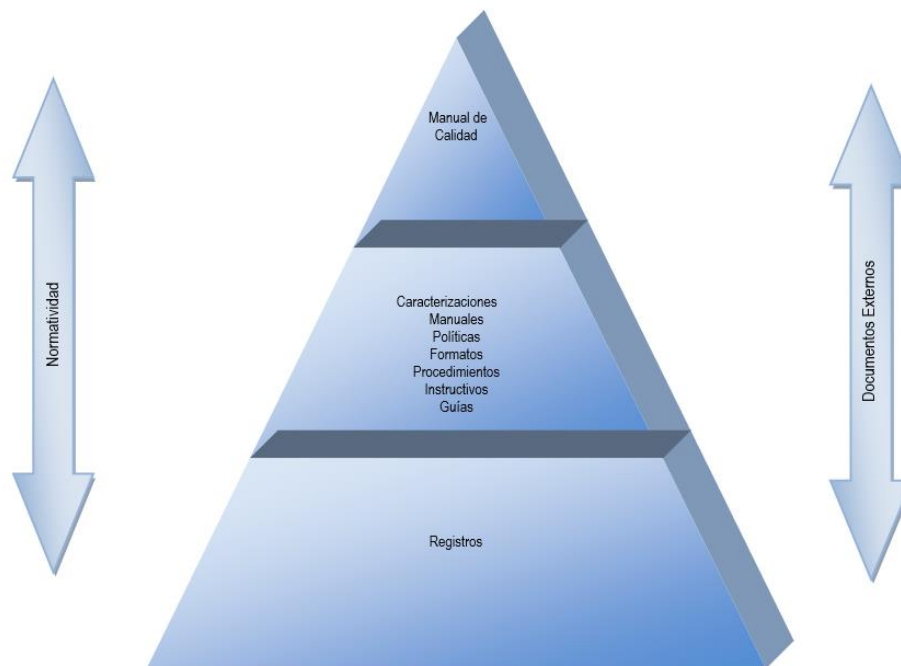 Manual de
Calidad
Normatividad
Caracterizaciones
Manuales
Políticas
Formatos
Procedimientos
Instructivos
Guías
Documentos Externos
Registros